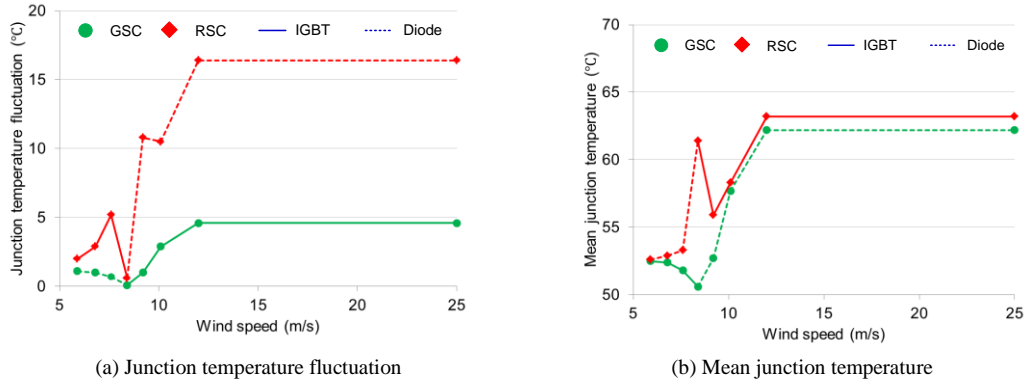 GSC RSC IGBT Diode
Junction temperature fluctuation (°C)
20
15
10
5
0
5 10 15 20 25
Wind speed (m/s)
(a) Junction temperature fluctuation
GSC RSC IGBT Diode
Mean junction temperature (°C)
70
65
60
55
50
5 10 15 20 25
Wind speed (m/s)
(b) Mean junction temperature